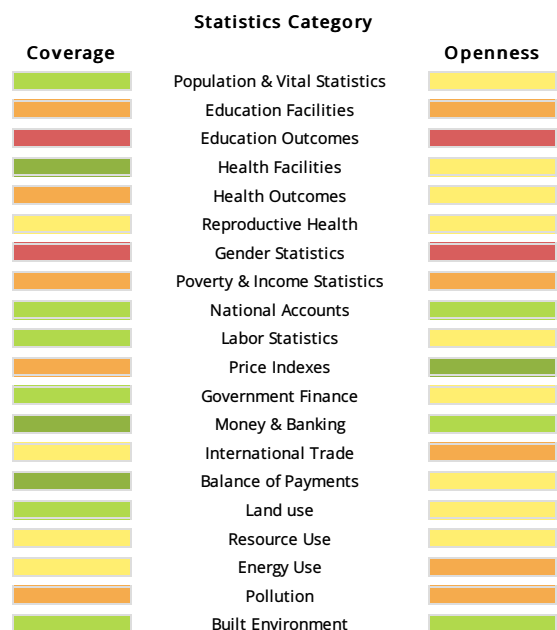 Statistics Category
Coverage Openness
Population & Vital Statistics
Education Facilities
Education Outcomes
Health Facilities
Health Outcomes
Reproductive Health
Gender Statistics
Poverty & Income Statistics
National Accounts
Labor Statistics
Price Indexes
Government Finance
Money & Banking
International Trade
Balance of Payments
Land use
Resource Use
Energy Use
Pollution
Built Environment